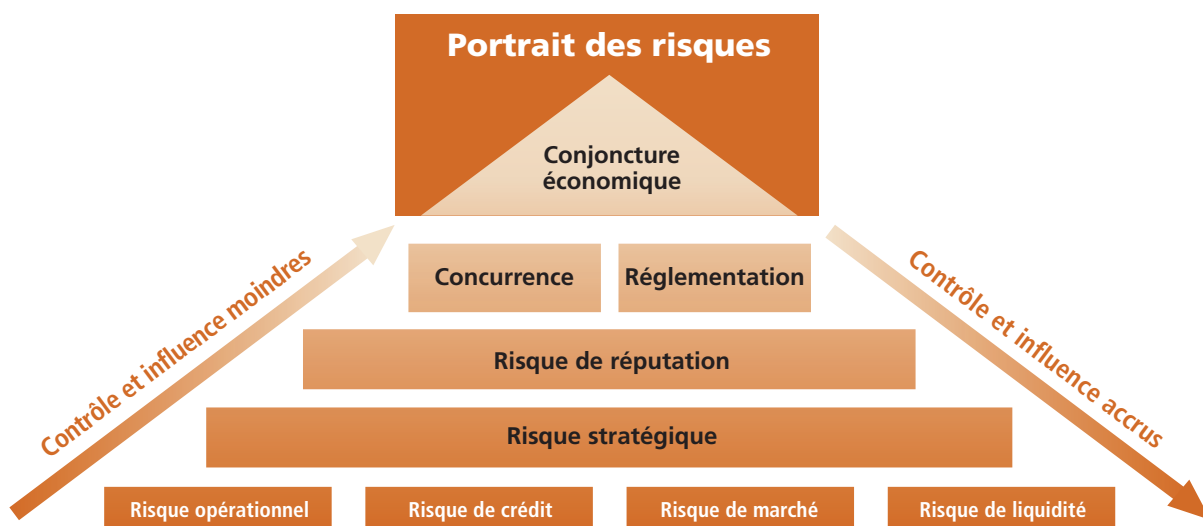 Portrait des risques
Conjoncture
économique
Contrôle et influence moindres
Contrôle et influence accrus
Concurrence
Réglementation
Risque de réputation
Risque stratégique
Risque opérationnel
Risque de crédit
Risque de marché
Risque de liquidité